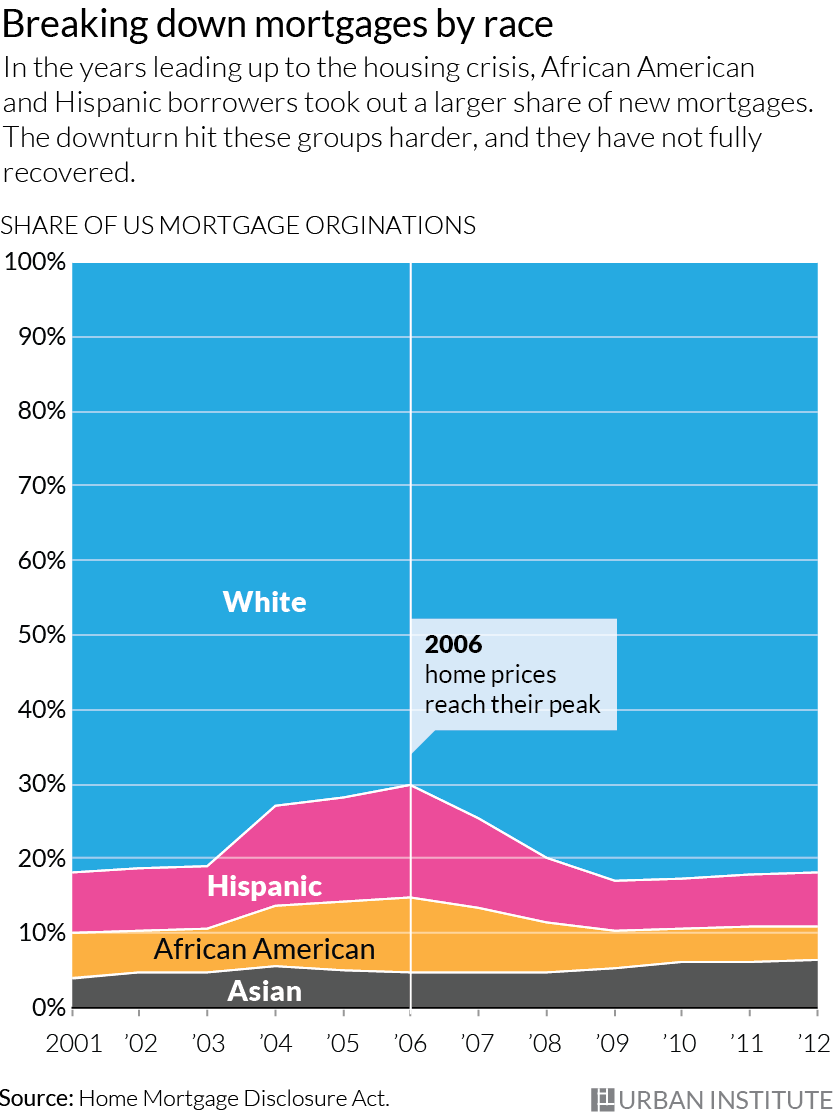 Breaking down mortgages by race
In the years leading up to the housing crisis, African American
and Hispanic borrowers took out a larger share of new mortgages.
The downturn hit these groups harder, and they have not fully
recovered.
SHARE OF US MORTGAGE ORGINATIONS
100%
90%
80%
70%
60%
White
50%
2006
home prices
reach their peak
40%
30%
20%
Hispanic
10%
African American
Asian
0%
2001 ’02 ’03 ’04 ’05 ’06 ’07 ’08 ’09 ’10 ’11 ’12
Source: Home Mortgage Disclosure Act.
URBAN INSTITUTE